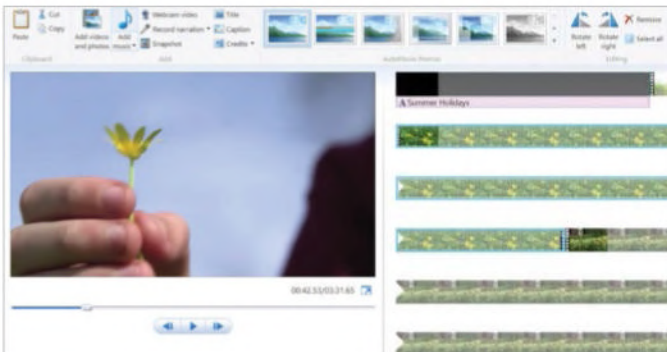 Paste
Cut
Copy
Clipboard
Add videos and photos
Add music
Webcam video
Record narration
Snapshot
Title
Caption
Credits
Add
AutoMovie themes
Rotate left
Rotate right
Remove
Select all
Editing
A Summer Holidays
00:42.53/03:31.65